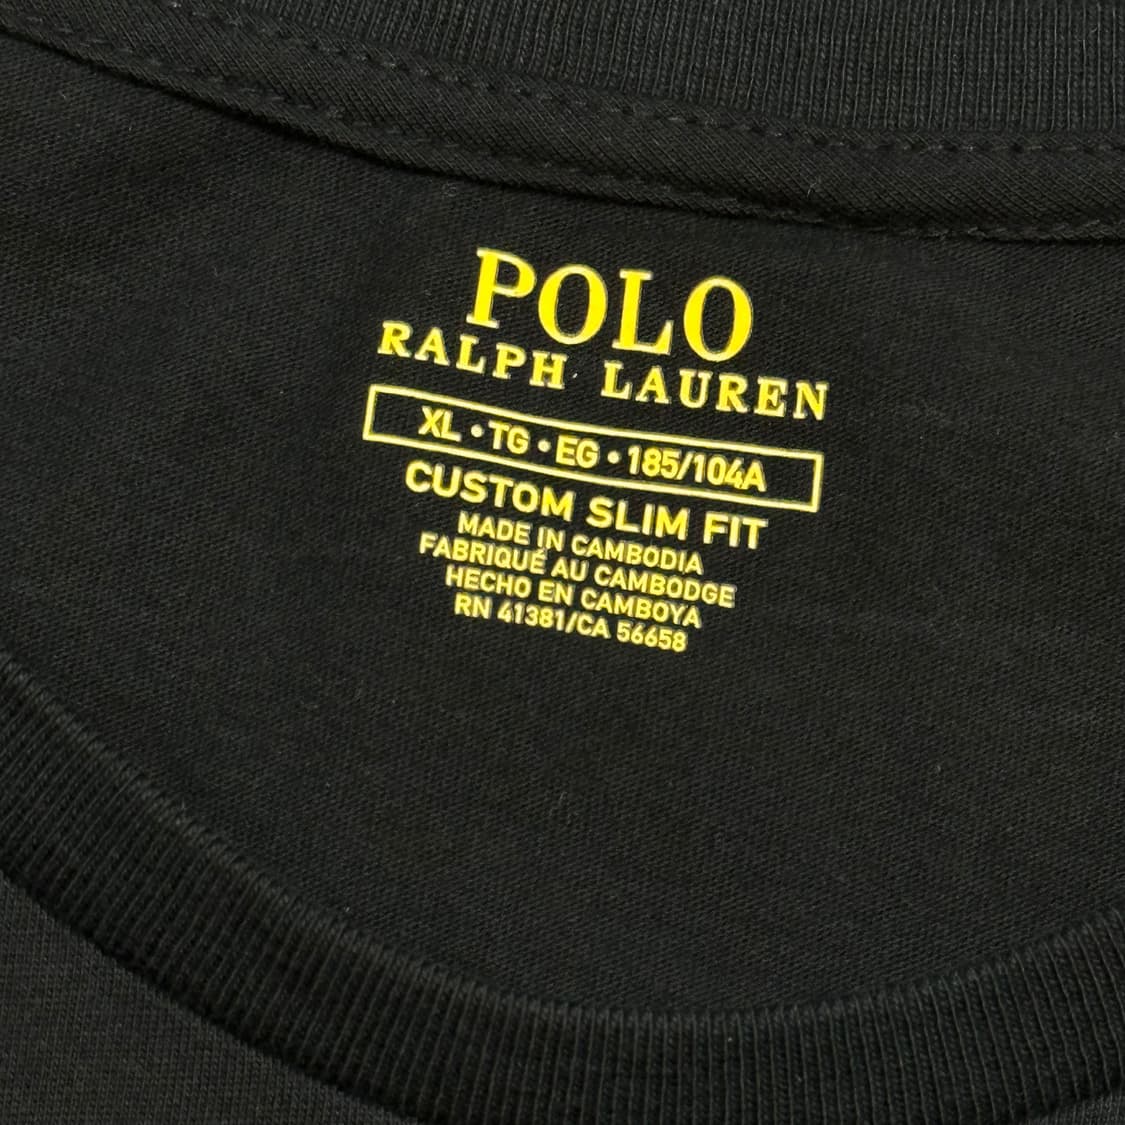 POLO
RALPH LAUREN
XL • TG • EG • 185/104A
CUSTOM SLIM FIT
MADE IN CAMBODIA
FABRIQUÉ AU CAMBODGE
HECHO EN CAMBOYA
RN 41381/CA 56658